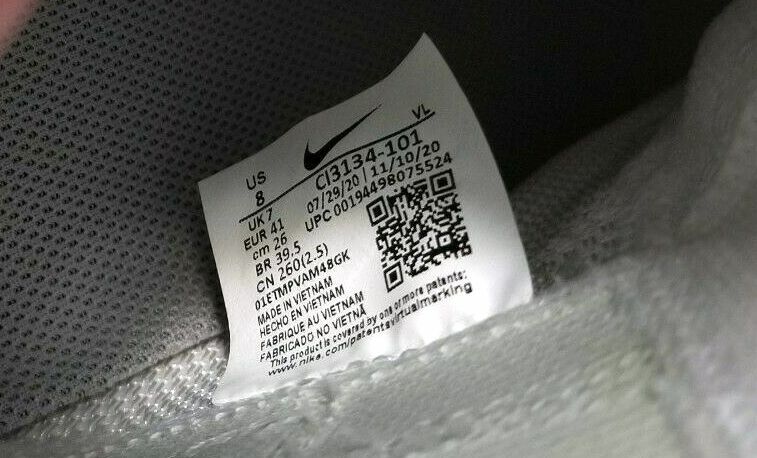 VL
US
8
UK 7
EUR 41
cm 26
BR 39.5
CN 260(2.5)
01ETMPVAM4BGK
MADE IN VIETNAM
HECHO EN VIETNAM
FABRIQUE AU VIETNAM
FABRICADO NO VIETNÃ
CI3134-101
07/29/20 | 11/10/20
UPC 00194498075524
This product is covered by one or more patents:
www.nike.com/patentsvirtualmarking